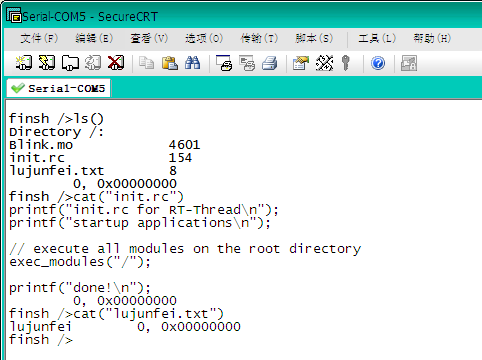 Serial-COM5 - SecureCRT
文件(F) 编辑(E) 查看(V) 选项(O) 传输(T) 脚本(S) 工具(L) 帮助(H)
Serial-COM5
finsh />ls()
Directory /:
Blink.mo 4601
init.rc 154
lujunfei.txt 8
0, 0x00000000
finsh />cat("init.rc")
printf("init.rc for RT-Thread\n");
printf("startup applications\n");
// execute all modules on the root directory
exec_modules("/");
printf("done!\n");
0, 0x00000000
finsh />cat("lujunfei.txt")
lujunfei 0, 0x00000000
finsh />